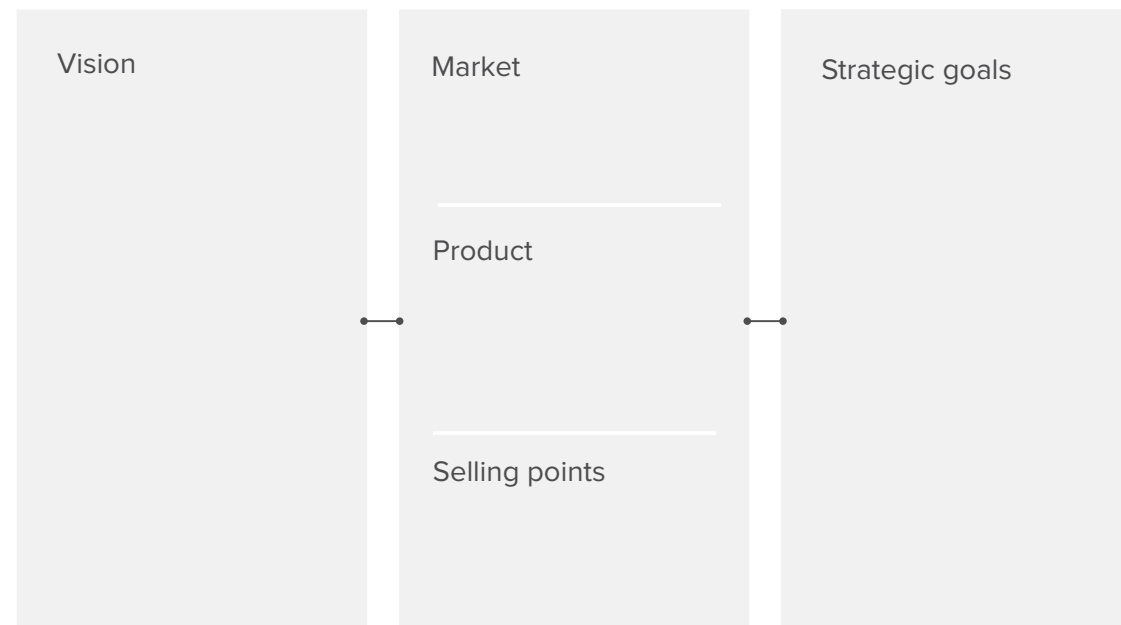 Vision
Market
Product
Selling points
Strategic goals